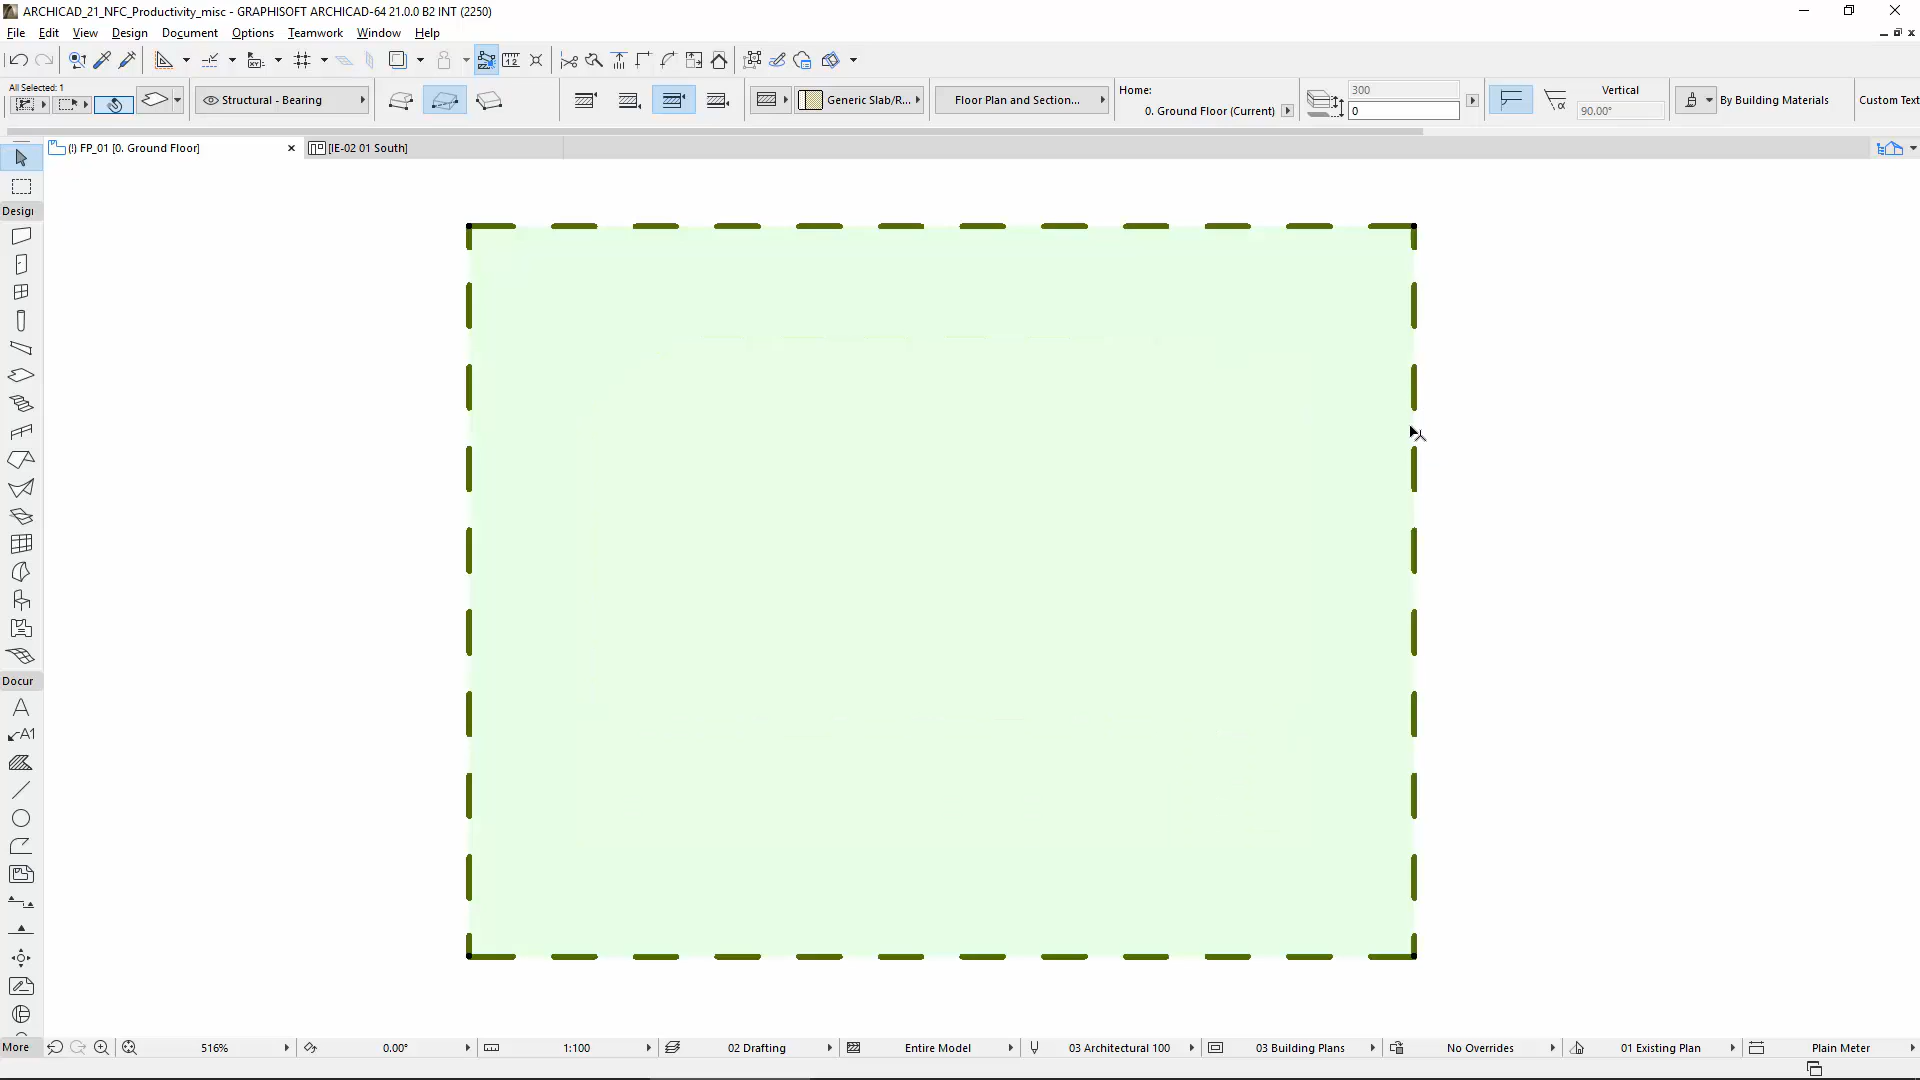 ARCHICAD_21_NFC_Productivity_misc - GRAPHISOFT ARCHICAD-64 21.0.0 B2 INT (2250)
File Edit View Design Document Options Teamwork Window Help
All Selected: 1
Structural - Bearing
Generic Slab/R...
Floor Plan and Section...
Home:
0. Ground Floor (Current)
300
0
Vertical
90.00°
By Building Materials
Custom Text
(!) FP_01 [0. Ground Floor]
[IE-02 01 South]
Desigı
Docur
A1
More
516%
0.00°
1:100
02 Drafting
Entire Model
03 Architectural 100
03 Building Plans
No Overrides
01 Existing Plan
Plain Meter